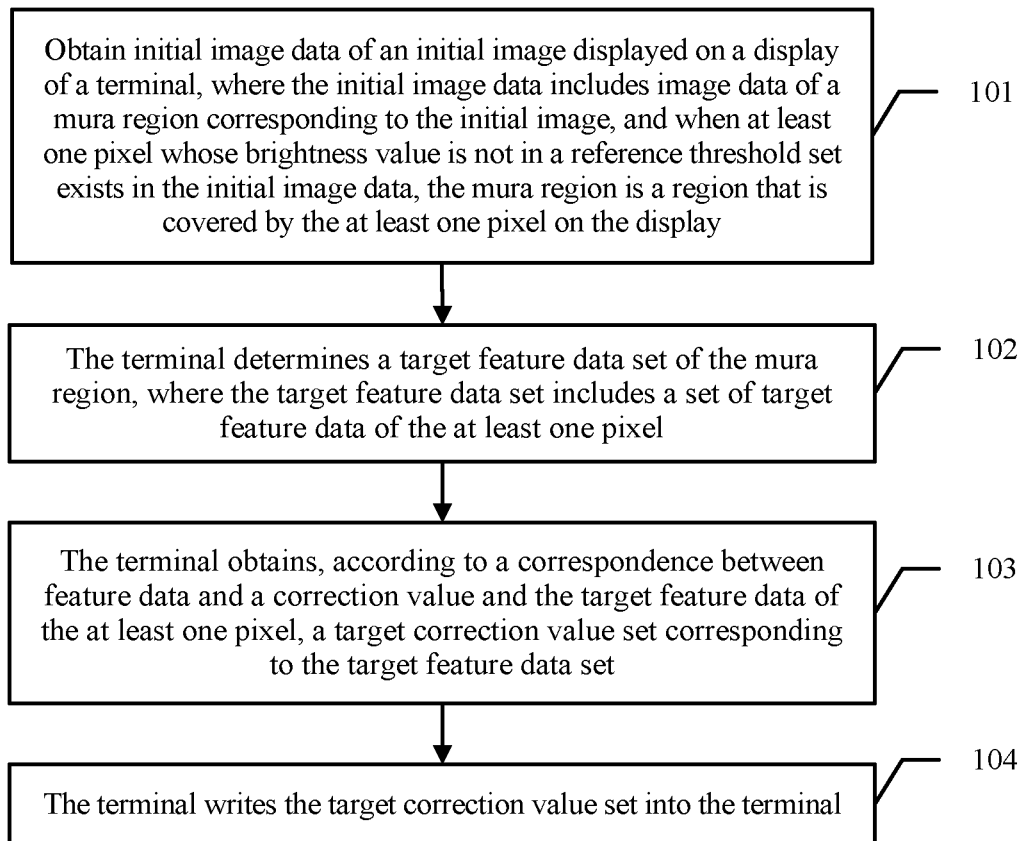 Obtain initial image data of an initial image displayed on a display
of a terminal, where the initial image data includes image data of a
mura region corresponding to the initial image, and when at least
one pixel whose brightness value is not in a reference threshold set
exists in the initial image data, the mura region is a region that is
covered by the at least one pixel on the display
101
The terminal determines a target feature data set of the mura
region, where the target feature data set includes a set of target
feature data of the at least one pixel
102
The terminal obtains, according to a correspondence between
feature data and a correction value and the target feature data of
the at least one pixel, a target correction value set corresponding
to the target feature data set
103
The terminal writes the target correction value set into the terminal
104